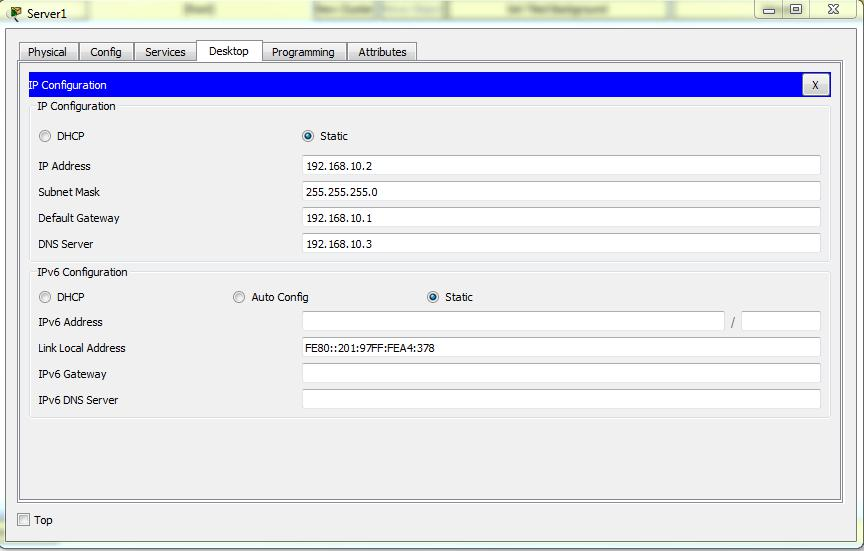 Server1
Physical Config Services Desktop Programming Attributes
IP Configuration X
IP Configuration
DHCP Static
IP Address 192.168.10.2
Subnet Mask 255.255.255.0
Default Gateway 192.168.10.1
DNS Server 192.168.10.3
IPv6 Configuration
DHCP Auto Config Static
IPv6 Address /
Link Local Address FE80::201:97FF:FEA4:378
IPv6 Gateway
IPv6 DNS Server
Top